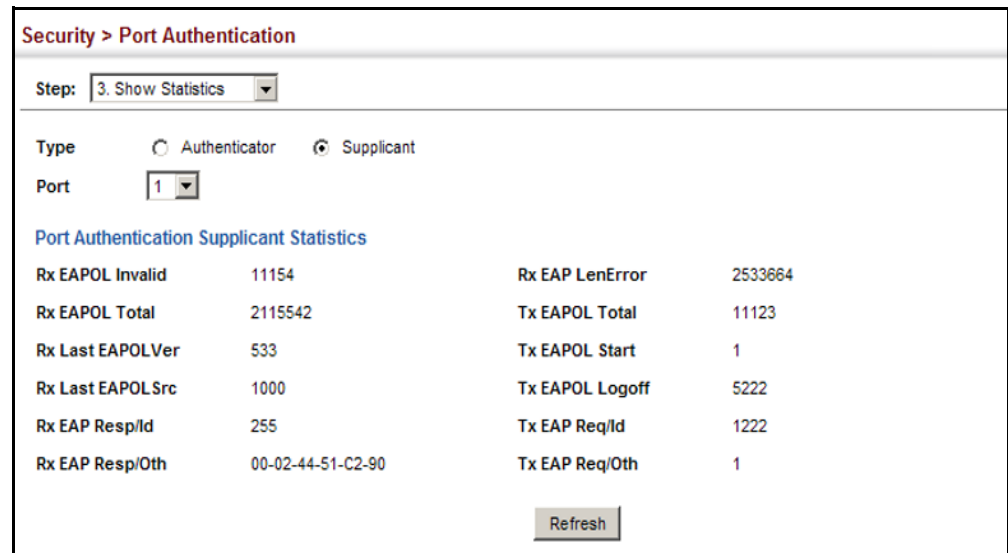 Security > Port Authentication
Step: 3. Show Statistics
Type Authenticator Supplicant
Port 1
Port Authentication Supplicant Statistics
Rx EAPOL Invalid 11154 Rx EAP LenError 2533664
Rx EAPOL Total 2115542 Tx EAPOL Total 11123
Rx Last EAPOLVer 533 Tx EAPOL Start 1
Rx Last EAPOLSrc 1000 Tx EAPOL Logoff 5222
Rx EAP Resp/Id 255 Tx EAP Req/Id 1222
Rx EAP Resp/Oth 00-02-44-51-C2-90 Tx EAP Req/Oth 1
Refresh